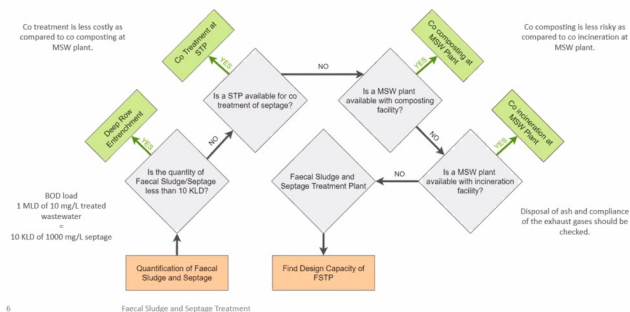 Co treatment is less costly as
compared to co composting at
MSW plant.
Co Treatment at
STP
YES
NO
Is a STP available for co
treatment of septage?
Co composting at
MSW Plant
YES
Is a MSW plant
available with composting
facility?
Co composting is less risky as
compared to co incineration at
MSW plant.
Deep Row
Entrenchment
YES
NO
Is the quantity of
Faecal Sludge/Septage
less than 10 KLD?
Faecal Sludge and
Septage Treatment Plant
NO
NO
Is a MSW plant
available with incineration
facility?
YES
Co incineration at
MSW Plant
BOD load
1 MLD of 10 mg/L treated
wastewater
=
10 KLD of 1000 mg/L septage
Disposal of ash and compliance
of the exhaust gases should be
checked.
Quantification of Faecal
Sludge and Septage
Find Design Capacity of
FSTP
6
Faecal Sludge and Septage Treatment